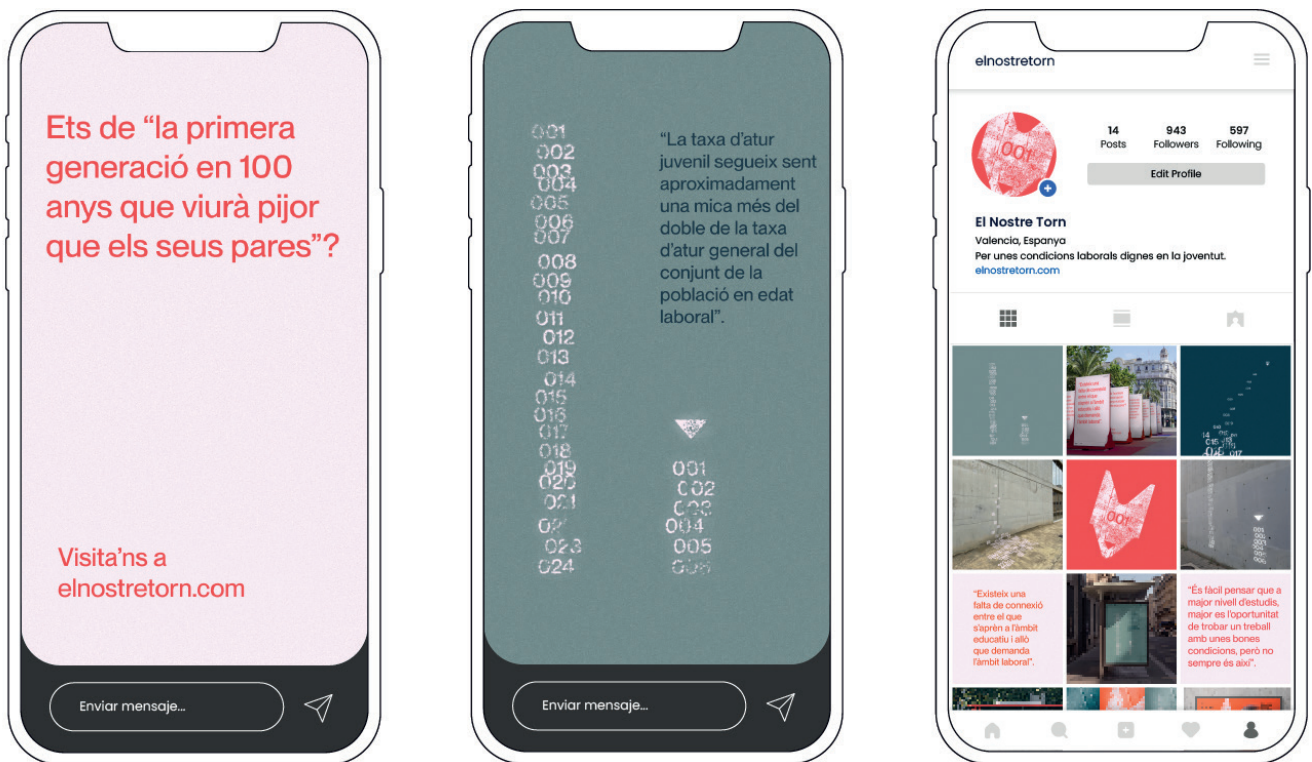 Ets de “la primera
generació en 100
anys que viurà pijor
que els seus pares”?
Visita'ns a
elnostretorn.com
Enviar mensaje...
001
002
003
004
005
006
007
008
009
010
011
012
013
014
015
016
017
018
019
020
021
02
023
024
“La taxa d'atur
juvenil segueix sent
aproximadament
una mica més del
doble de la taxa
d'atur general del
conjunt de la
població en edat
laboral”.
001
002
003
004
005
006
Enviar mensaje...
elnostretorn
001
14 943 597
Posts Followers Following
Edit Profile
El Nostre Torn
Valencia, Espanya
Per unes condicions laborals dignes en la joventut.
elnostretorn.com
001
“Existeix una
falta de connexió
entre el que
s'aprèn a l'àmbit
educatiu i allò
que demanda
l'àmbit laboral”.
“És fàcil pensar que a
major nivell d'estudis,
major es l'oportunitat
de trobar un treball
amb unes bones
condicions, però no
sempre és així”.